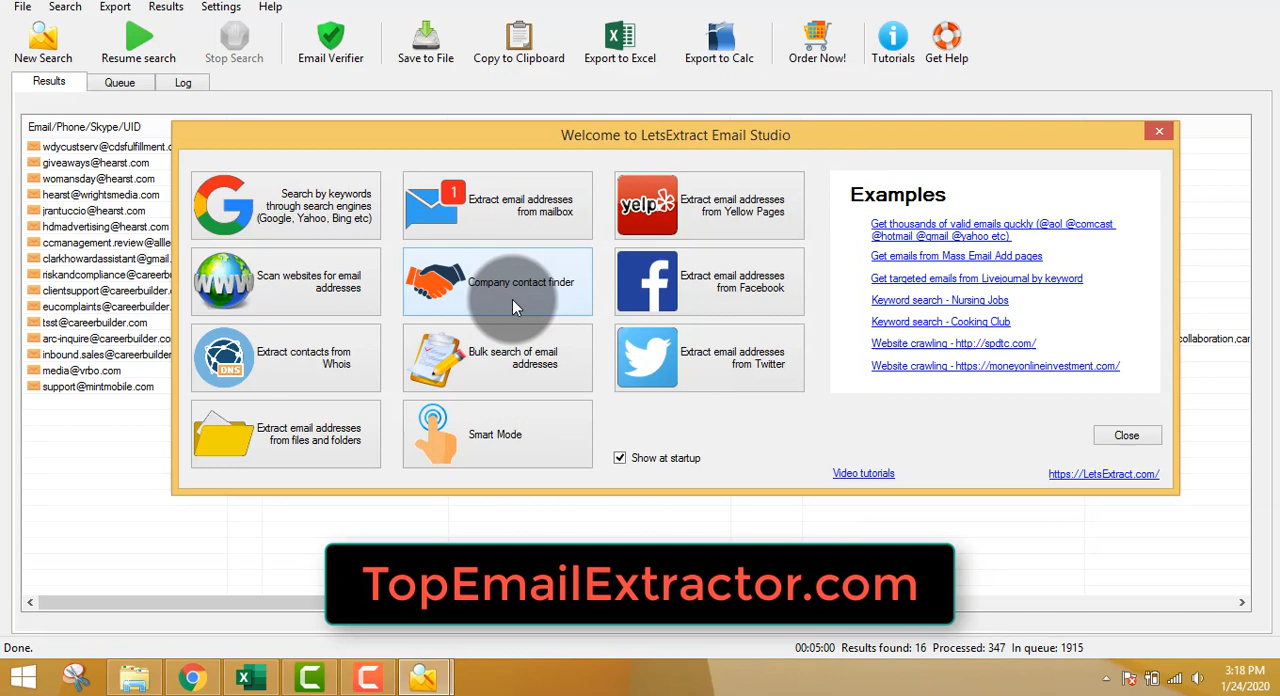 File Search Export Results Settings Help
New Search Resume search Stop Search Email Verifier Save to File Copy to Clipboard Export to Excel Export to Calc Order Now! Tutorials Get Help
Results Queue Log
Email/Phone/Skype/UID
wdycustserv@cdsfulfillment.c
giveaways@hearst.com
womansday@hearst.com
hearst@wrightsmedia.com
jrantuccio@hearst.com
hdmadvertising@hearst.com
ccmanagement.review@alle
clarkhowardassistant@gmail.
riskandcompliance@careerb
clientsupport@careerbuilder.
eucomplaints@careerbuilder.
tsst@careerbuilder.com
arc-inquire@careerbuilder.co
inbound.sales@careerbuilde
media@vrbo.com
support@mintmobile.com
ollaboration,car
Welcome to LetsExtract Email Studio
Search by keywords
through search engines
(Google, Yahoo, Bing etc)
1
Extract email addresses
from mailbox
yelp
Extract email addresses
from Yellow Pages
WWW
Scan websites for email
addresses
Company contact finder
Extract email addresses
from Facebook
DNS
Extract contacts from
Whois
Bulk search of email
addresses
Extract email addresses
from Twitter
Extract email addresses
from files and folders
Smart Mode
Show at startup
Examples
Get thousands of valid emails quckly (@aol @comcast
@hotmail @gmail @yahoo etc)
Get emails from Mass Email Add pages
Get targeted emails from Livejournal by keyword
Keyword search - Nursing Jobs
Keyword search - Cooking Club
Website crawling - http://spdtc.com/
Website crawling - https://moneyonlineinvestment.com/
Close
Video tutorials https://LetsExtract.com/
TopEmailExtractor.com
Done. 00:05:00 Results found: 16 Processed: 347 In queue: 1915
3:18 PM
1/24/2020